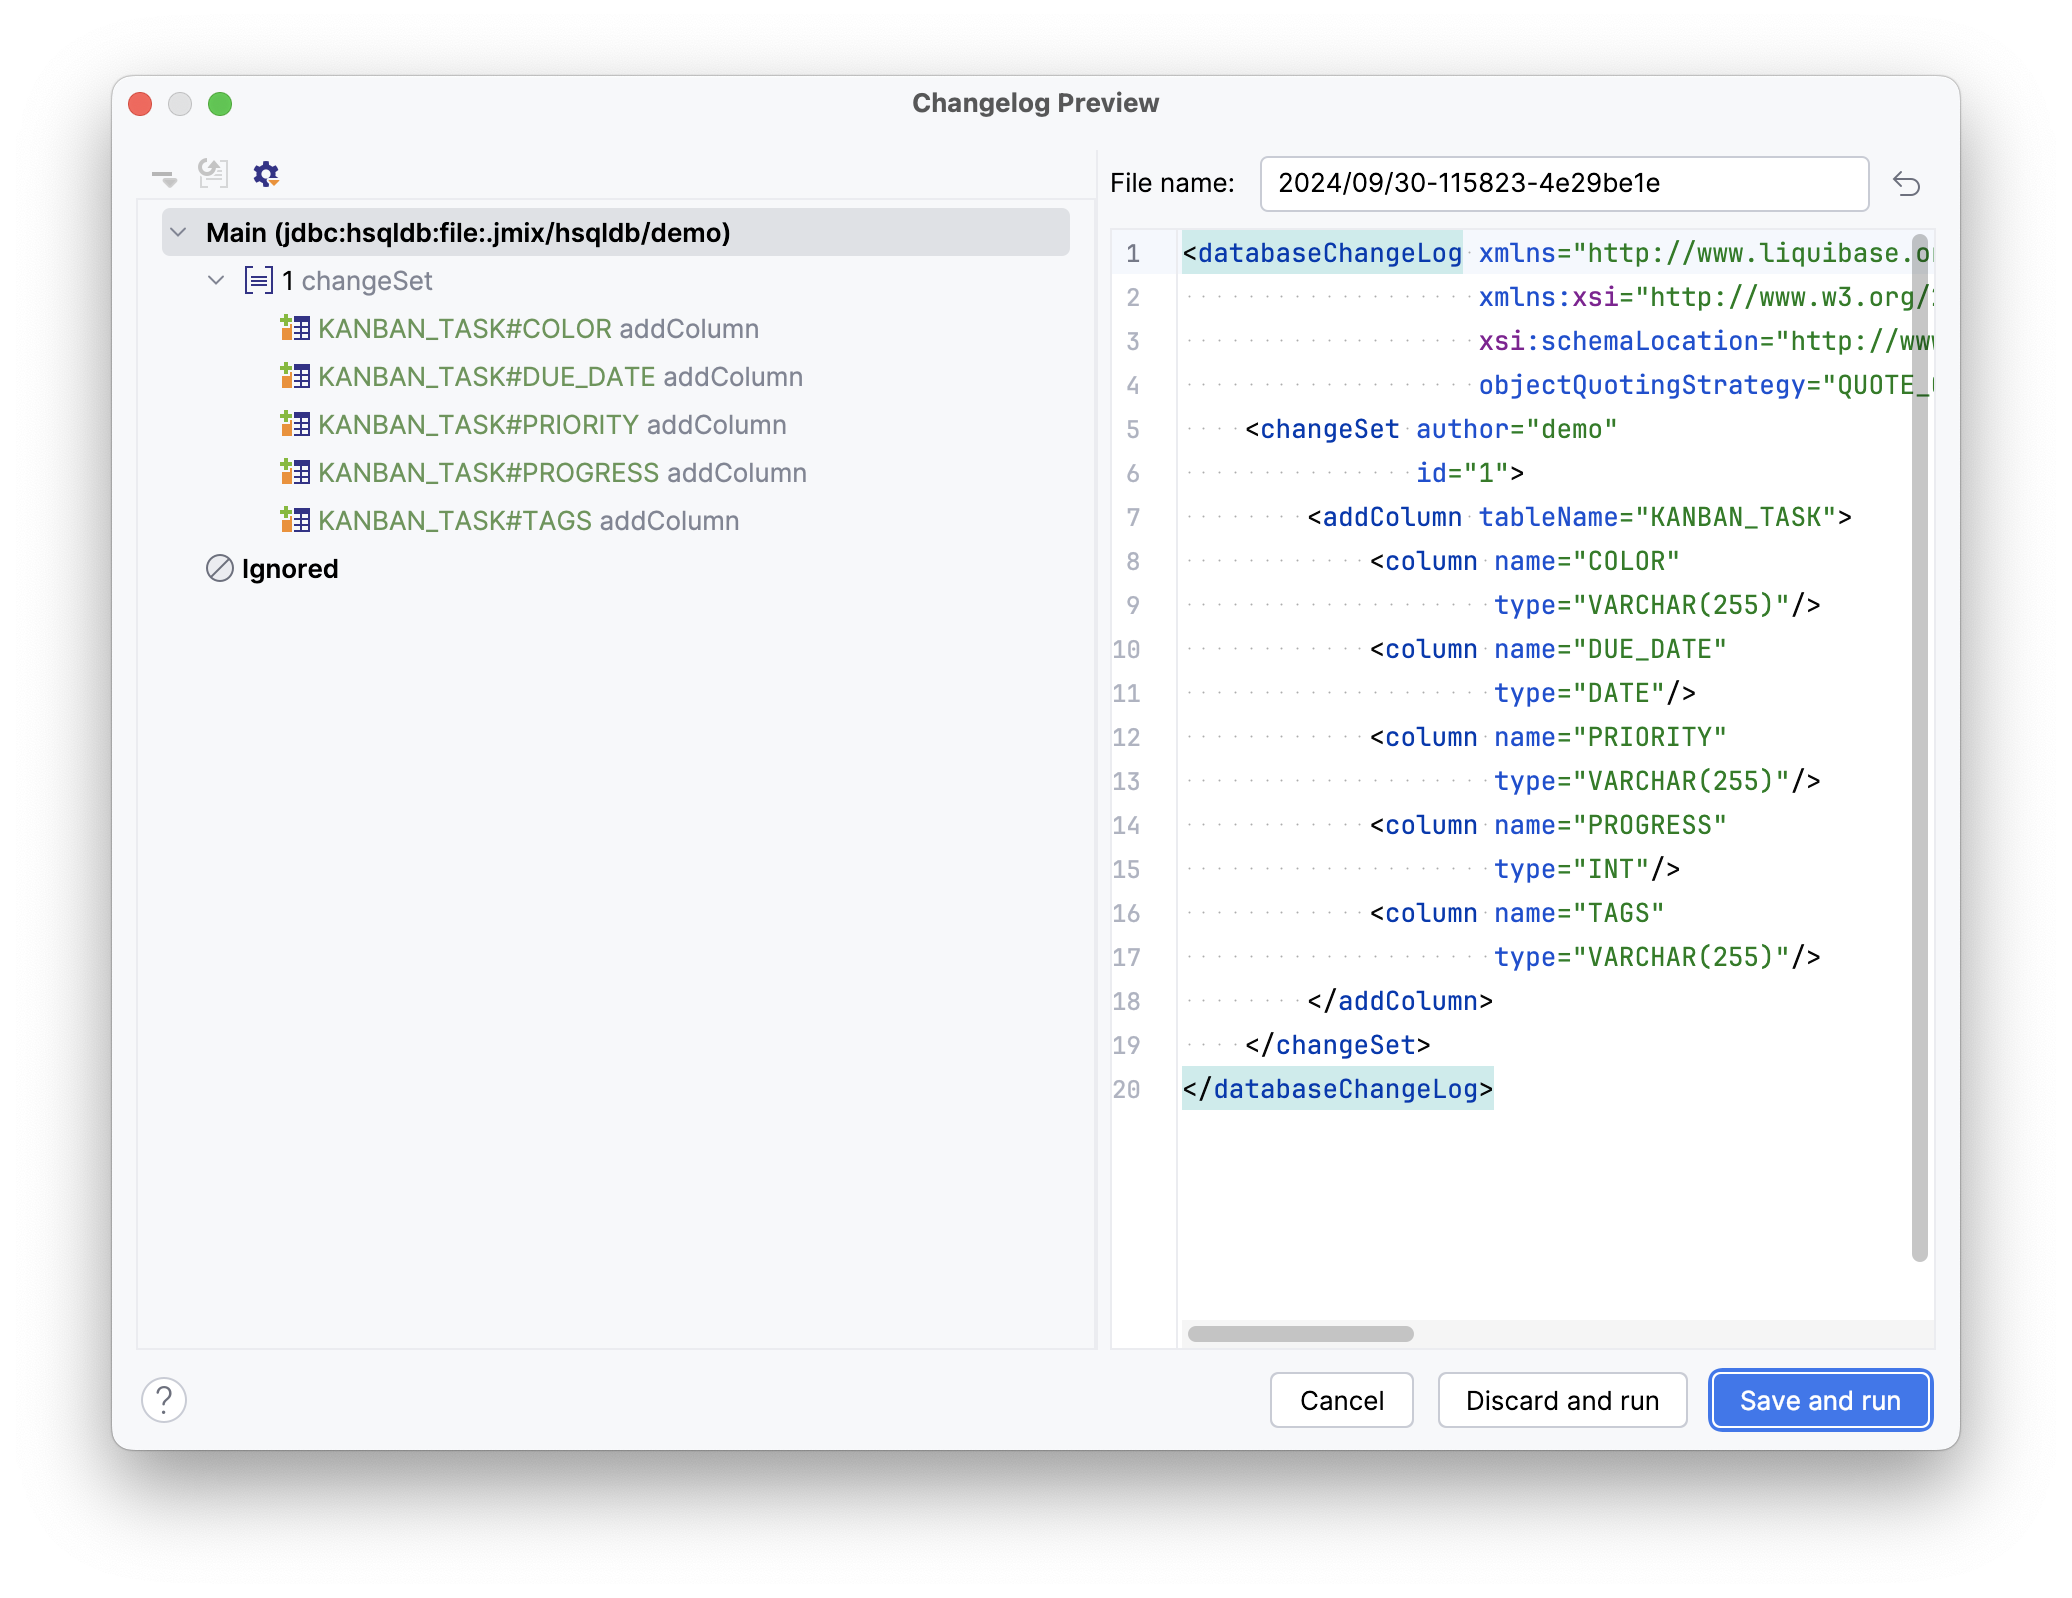 Changelog Preview
File name: 2024/09/30-115823-4e29be1e
Main (jdbc:hsqldb:file:.jmix/hsqldb/demo)
1 changeSet
KANBAN_TASK#COLOR addColumn
KANBAN_TASK#DUE_DATE addColumn
KANBAN_TASK#PRIORITY addColumn
KANBAN_TASK#PROGRESS addColumn
KANBAN_TASK#TAGS addColumn
Ignored
1 <databaseChangeLog xmlns="http://www.liquibase.
2 xmlns:xsi="http://www.w3.org/
3 xsi:schemaLocation="http://
4 objectQuotingStrategy="QUOTE_
5 <changeSet author="demo"
6 id="1">
7 <addColumn tableName="KANBAN_TASK">
8 <column name="COLOR"
9 type="VARCHAR(255)"/>
10 <column name="DUE_DATE"
11 type="DATE"/>
12 <column name="PRIORITY"
13 type="VARCHAR(255)"/>
14 <column name="PROGRESS"
15 type="INT"/>
16 <column name="TAGS"
17 type="VARCHAR(255)"/>
18 </addColumn>
19 </changeSet>
20 </databaseChangeLog>
?
Cancel
Discard and run
Save and run